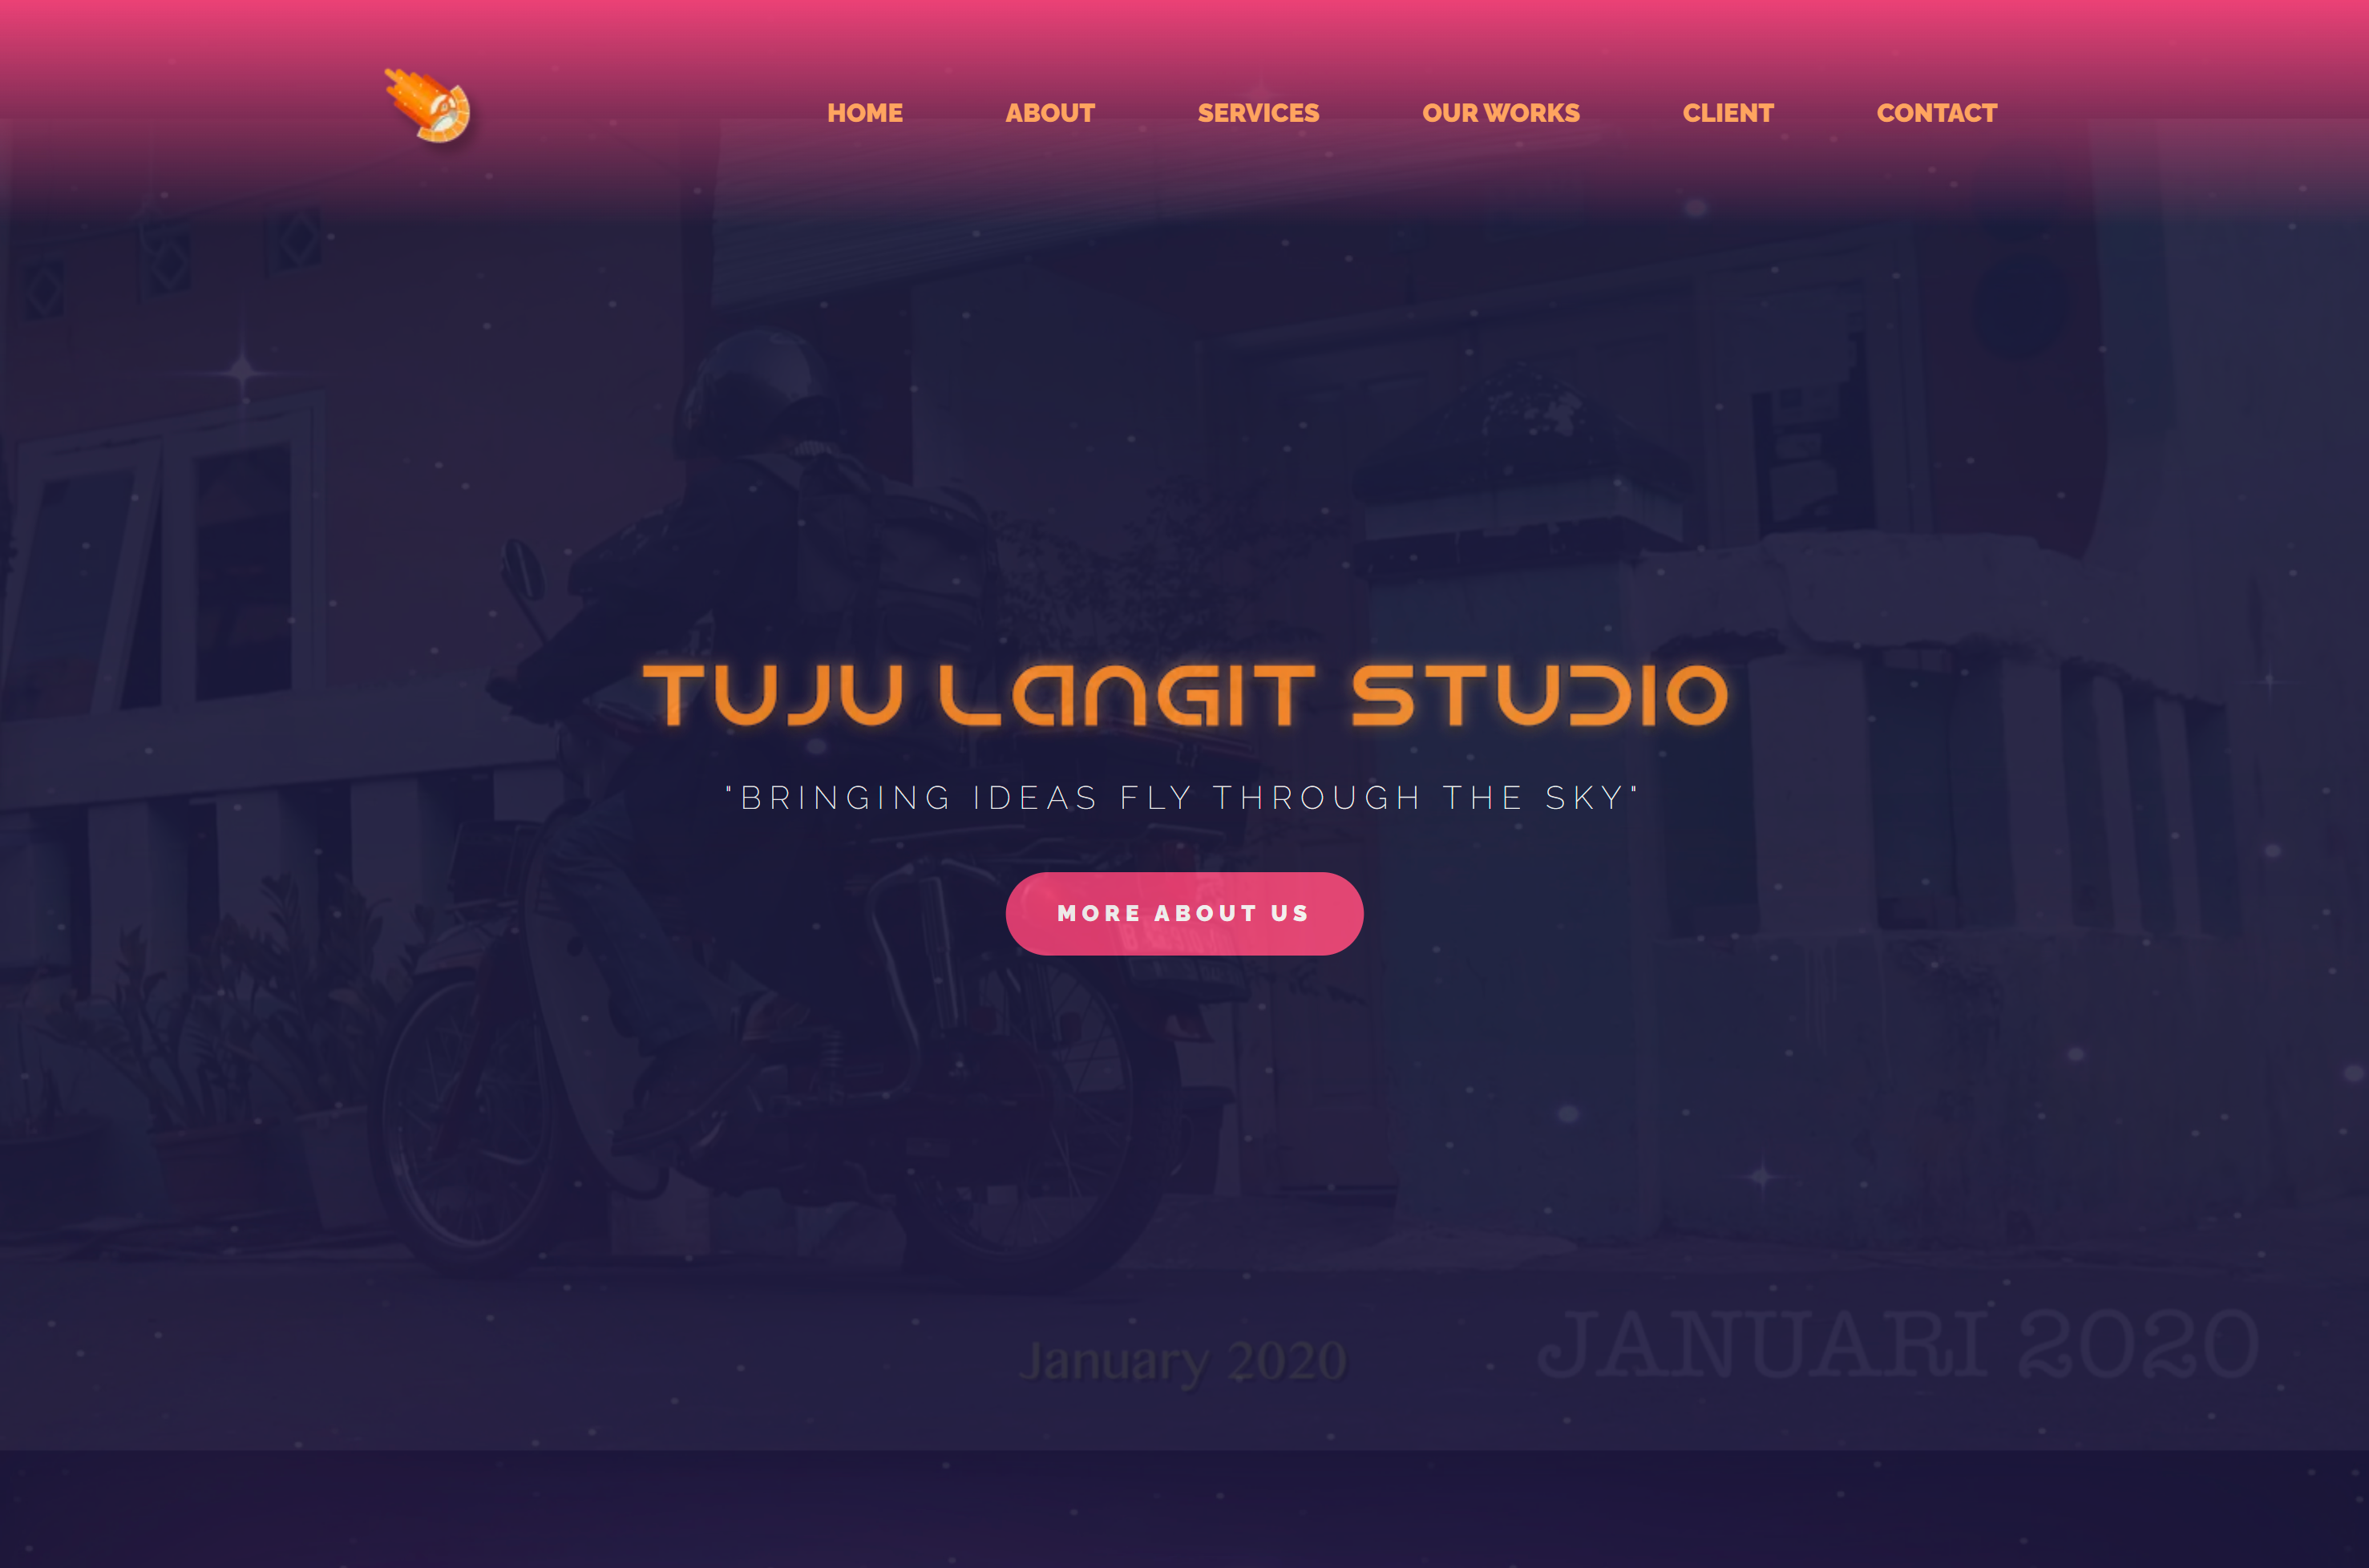 HOME ABOUT SERVICES OUR WORKS CLIENT CONTACT
TUJU LANGIT STUDIO
"BRINGING IDEAS FLY THROUGH THE SKY"
MORE ABOUT US
January 2020
JANUARI 2020